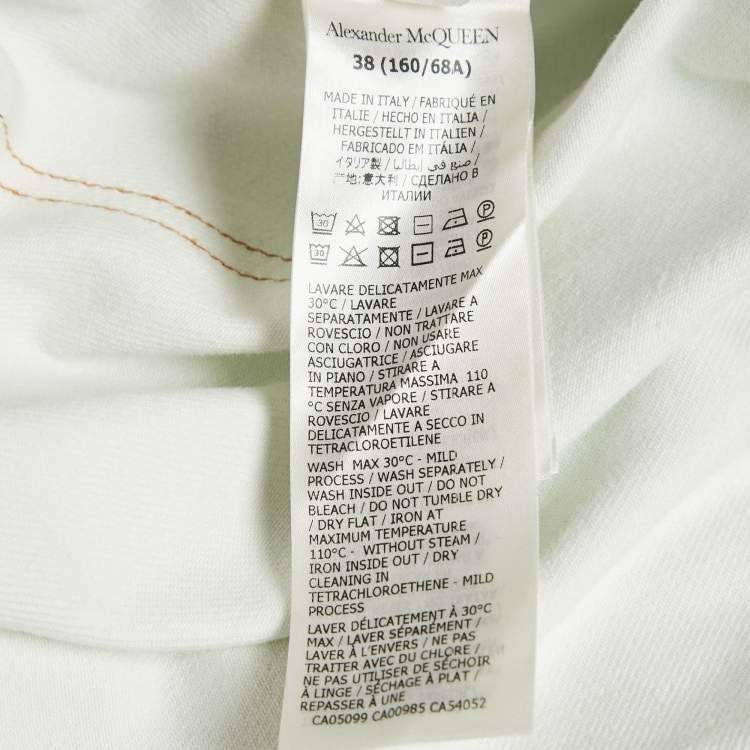 Alexander McQUEEN
38 (160/68A)
MADE IN ITALY / FABRIQUÉ EN
ITALIE / HECHO EN ITALIA /
HERGESTELLT IN ITALIEN /
FABRICADO EM ITÁLIA /
イタリア製 / صنع في إيطاليا /
产地:意大利 / СДЕЛАНО В
ИТАЛИИ
30
30
LAVARE DELICATAMENTE MAX
30°C / LAVARE
SEPARATAMENTE / LAVARE A
ROVESCIO / NON TRATTARE
CON CLORO / NON USARE
ASCIUGATRICE / ASCIUGARE
IN PIANO / STIRARE A
TEMPERATURA MASSIMA 110
°C SENZA VAPORE / STIRARE A
ROVESCIO / LAVARE
DELICATAMENTE A SECCO IN
TETRACLOROETILENE
WASH MAX 30°C - MILD
PROCESS / WASH SEPARATELY /
WASH INSIDE OUT / DO NOT
BLEACH / DO NOT TUMBLE DRY
/ DRY FLAT / IRON AT
MAXIMUM TEMPERATURE
110°C - WITHOUT STEAM /
IRON INSIDE OUT / DRY
CLEANING IN
TETRACHLOROETHENE - MILD
PROCESS
LAVER DÉLICATEMENT À 30°C
MAX / LAVER SÉPARÉMENT /
LAVER À L'ENVERS / NE PAS
TRAITER AVEC DU CHLORE /
NE PAS UTILISER DE SÉCHOIR
À LINGE / SÉCHAGE À PLAT /
REPASSER À UNE
CA05099 CA00985 CA54052